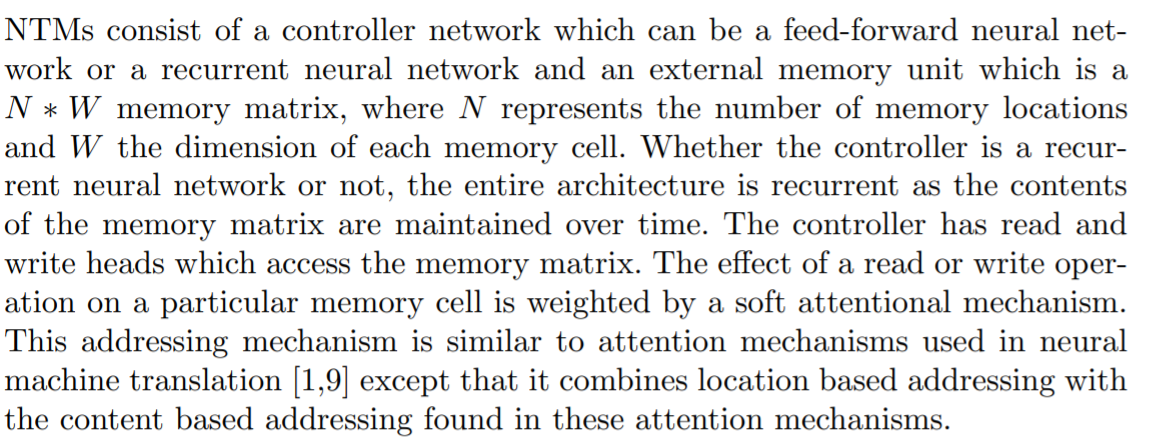 NTMs consist of a controller network which can be a feed-forward neural net-
work or a recurrent neural network and an external memory unit which is a
N ∗ W memory matrix, where N represents the number of memory locations
and W the dimension of each memory cell. Whether the controller is a recur-
rent neural network or not, the entire architecture is recurrent as the contents
of the memory matrix are maintained over time. The controller has read and
write heads which access the memory matrix. The effect of a read or write oper-
ation on a particular memory cell is weighted by a soft attentional mechanism.
This addressing mechanism is similar to attention mechanisms used in neural
machine translation [1,9] except that it combines location based addressing with
the content based addressing found in these attention mechanisms.